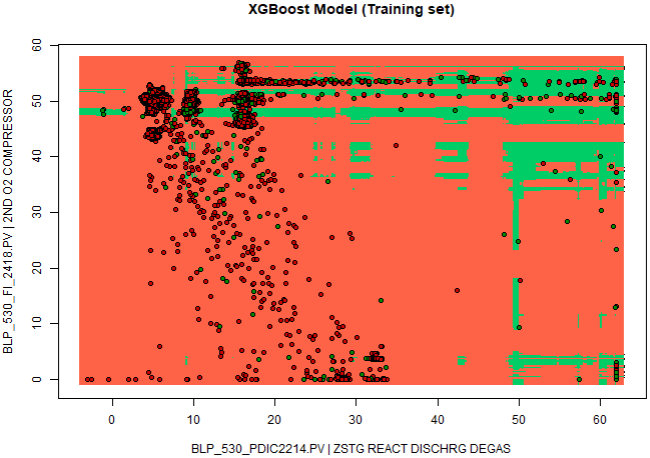 XGBoost Model (Training set)
BLP_530_FI_2418.PV | 2ND O2 COMPRESSOR
60
50
40
30
20
10
0
0 10 20 30 40 50 60
BLP_530_PDIC2214.PV | ZSTG REACT DISCHRG DEGAS